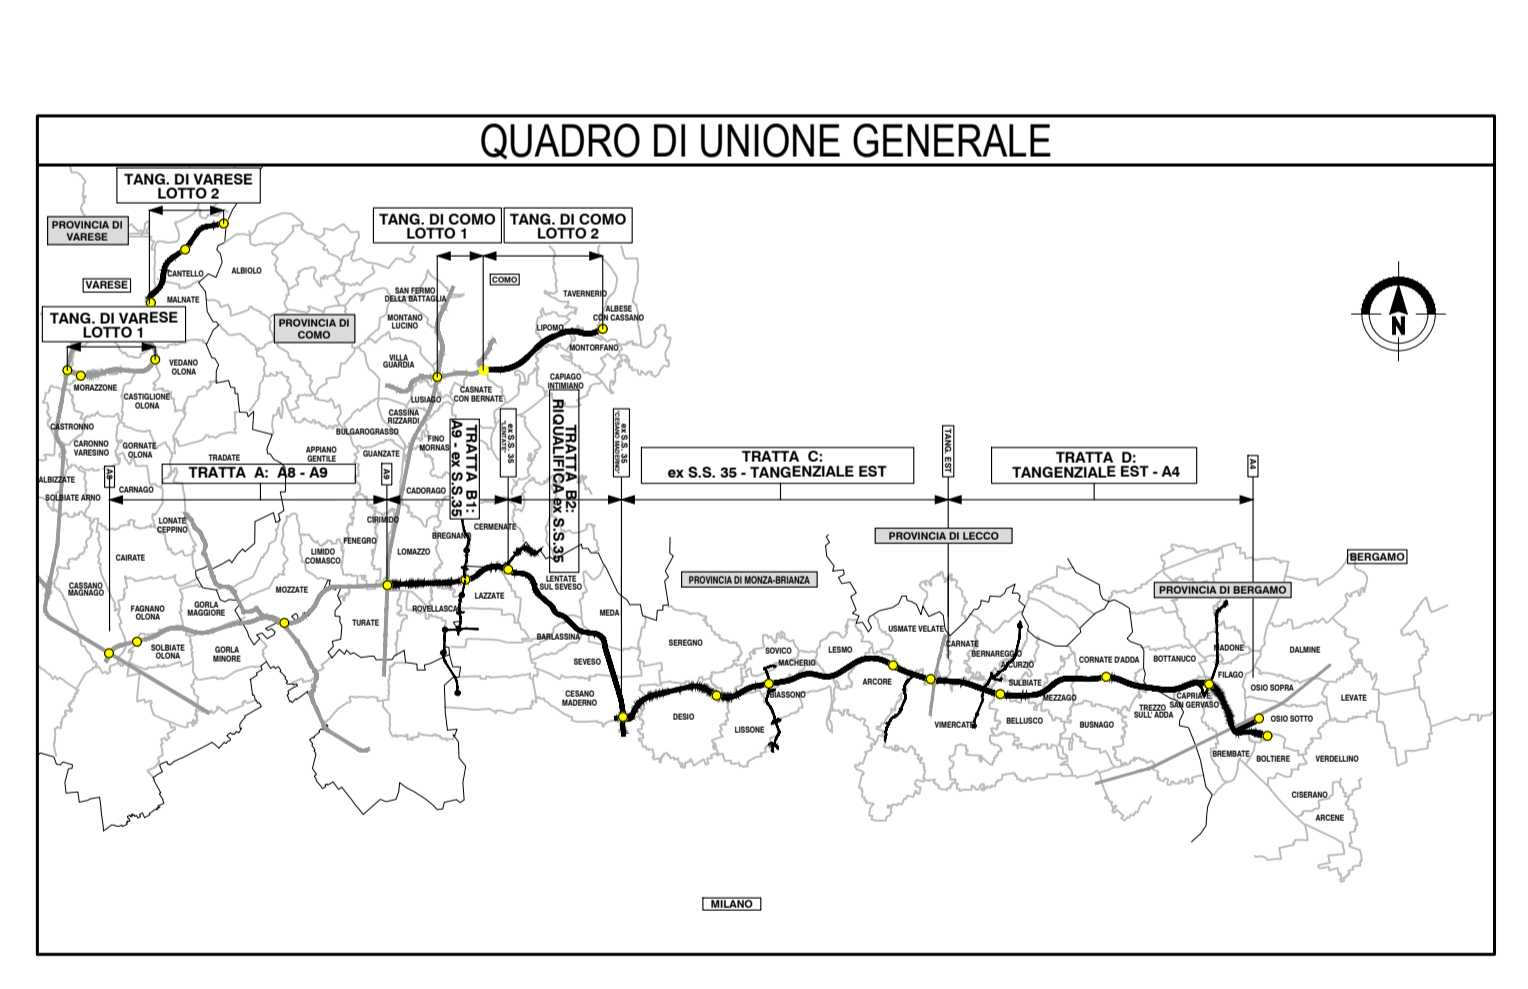 QUADRO DI UNIONE GENERALE
TANG. DI VARESE
LOTTO 2
PROVINCIA DI
VARESE
TANG. DI COMO
LOTTO 1
TANG. DI COMO
LOTTO 2
CANTELLO
ALBIOLO
VARESE
MALNATE
COMO
SAN FERMO
DELLA BATTAGLIA
TAVERNERIO
ALBESE
CON CASSANO
TANG. DI VARESE
LOTTO 1
PROVINCIA DI
COMO
MONTANO
LUCINO
LIPOMO
MONTORFANO
N
VILLA
GUARDIA
VEDANO
OLONA
MORAZZONE
CAPIAGO
INTIMIANO
CASTIGLIONE
OLONA
LUSIAGO
CASNATE
CON BERNATE
CASSINA
RIZZARDI
CASTRONNO
BULGAROGRASSO
FINO
MORNAS
CARONNO
VARESINO
GORNATE
OLONA
TRADATE
APPIANO
GENTILE
GUANZATE
TRATTA B1:
A9 - ex S.S.35
ex S.S. 35
"LENTATE"
TRATTA B2:
RIQUALIFICA ex S.S.35
ex S.S. 35
"CESANO MADERNO"
TRATTA C:
ex S.S. 35 - TANGENZIALE EST
TANG. EST
TRATTA D:
TANGENZIALE EST - A4
A4
A8
TRATTA A: A8 - A9
A9
ALBIZZATE
SOLBIATE ARNO
CARNAGO
CADORAGO
LONATE
CEPPINO
CIRIMIDO
CERMENATE
BREGNANO
FENEGRO
LIMIDO
COMASCO
LOMAZZO
PROVINCIA DI LECCO
BERGAMO
CAIRATE
CASSANO
MAGNAGO
MOZZATE
LENTATE
SUL SEVESO
PROVINCIA DI MONZA-BRIANZA
PROVINCIA DI BERGAMO
LAZZATE
ROVELLASCA
FAGNANO
OLONA
GORLA
MAGGIORE
TURATE
MEDA
BARLASSINA
SEREGNO
USMATE VELATE
CARNATE
BERNAREGGIO
SOLBIATE
OLONA
GORLA
MINORE
SEVESO
SOVICO
MACHERIO
LESMO
AICURZIO
CORNATE D'ADDA
BOTTANUCO
MADONE
DALMINE
FILAGO
CESANO
MADERNO
BIASSONO
ARCORE
SULBIATE
MEZZAGO
CAPRIATE
SAN GERVASO
OSIO SOPRA
LEVATE
DESIO
LISSONE
VIMERCATE
BELLUSCO
BUSNAGO
TREZZO
SULL' ADDA
OSIO SOTTO
BREMBATE
BOLTIERE
VERDELLINO
CISERANO
ARCENE
MILANO